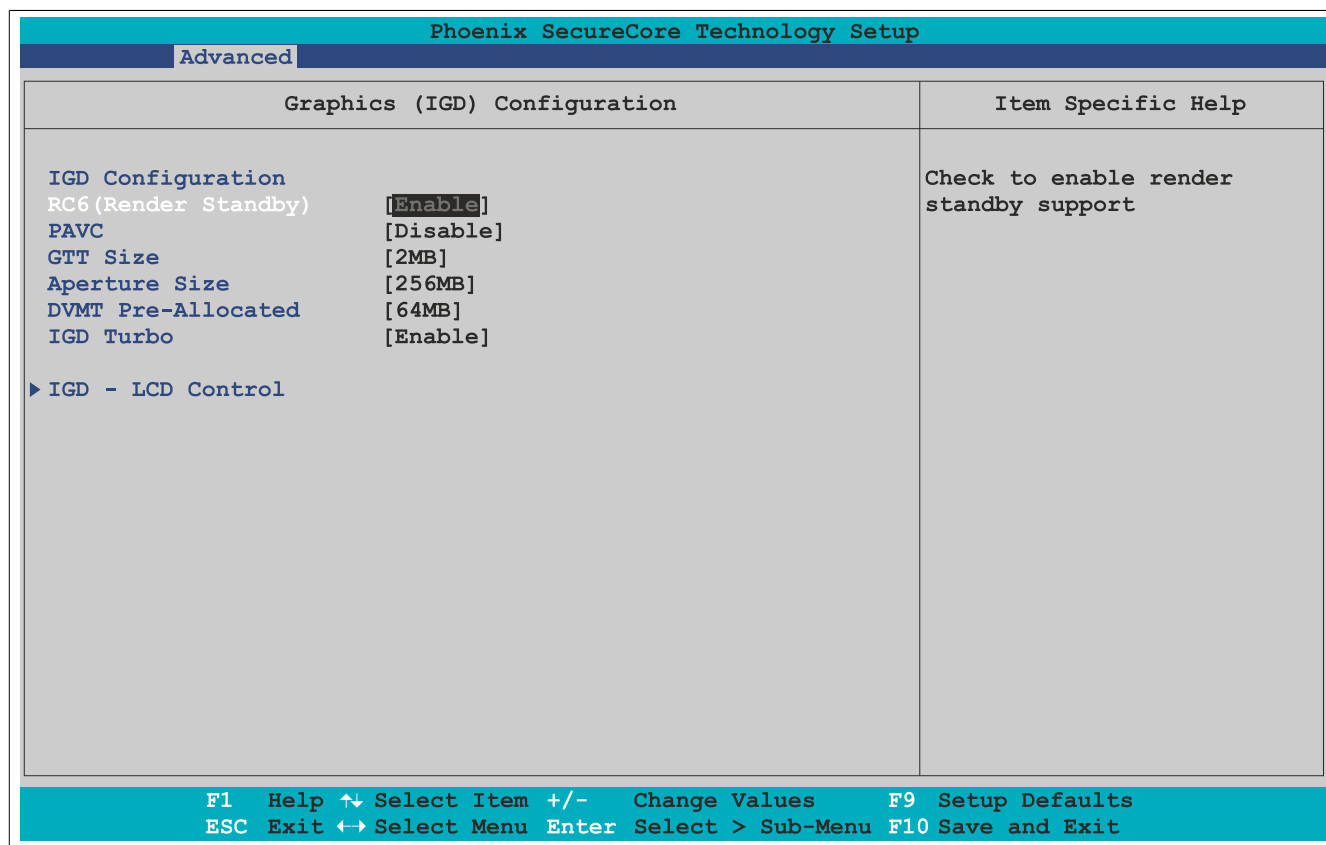 Phoenix SecureCore Technology Setup
Advanced
Graphics (IGD) Configuration
Item Specific Help
IGD Configuration
RC6(Render Standby) [Enable]
PAVC [Disable]
GTT Size [2MB]
Aperture Size [256MB]
DVMT Pre-Allocated [64MB]
IGD Turbo [Enable]
IGD - LCD Control
Check to enable render
standby support
F1 Help ↑↓ Select Item +/- Change Values F9 Setup Defaults
ESC Exit ←→ Select Menu Enter Select > Sub-Menu F10 Save and Exit